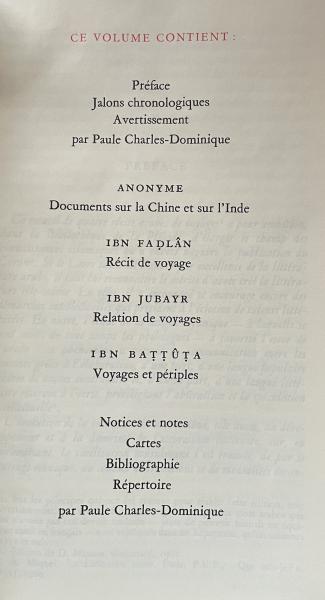 CE VOLUME CONTIENT :
Préface
Jalons chronologiques
Avertissement
par Paule Charles-Dominique
PRÉFACE
ANONYME
Documents sur la Chine et sur l'Inde
IBN FAḌLÂN
Récit de voyage
IBN JUBAYR
Relation de voyages
IBN BAṬṬÛṬA
Voyages et périples
Notices et notes
Cartes
Bibliographie
Répertoire
par Paule Charles-Dominique